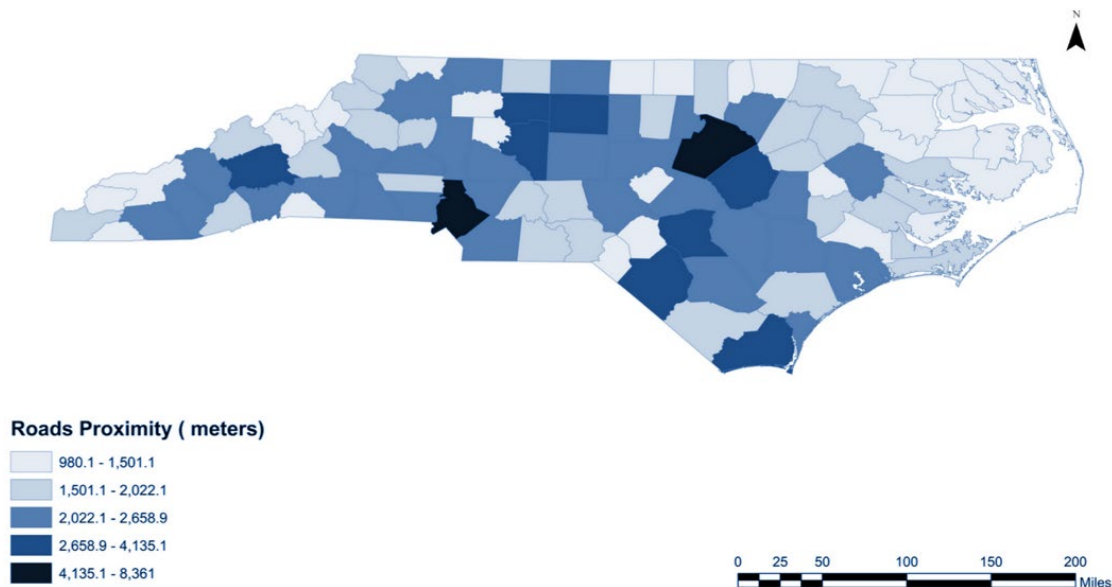 N
Roads Proximity ( meters)
980.1 - 1,501.1
1,501.1 - 2,022.1
2,022.1 - 2,658.9
2,658.9 - 4,135.1
4,135.1 - 8,361
0 25 50 100 150 200
Miles